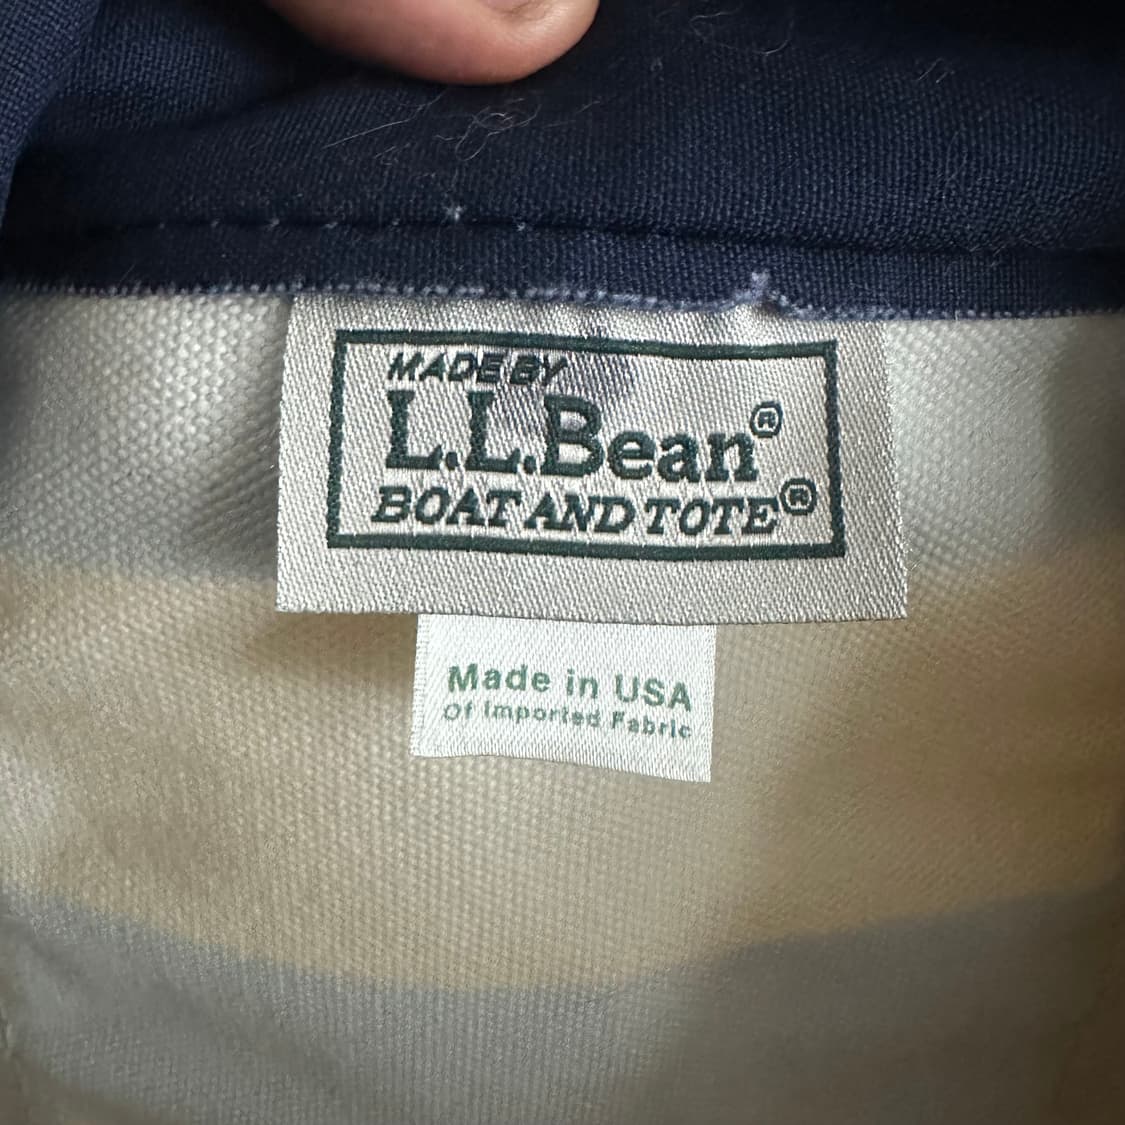 MADE BY
L.L.Bean®
BOAT AND TOTE®
Made in USA
Of Imported Fabric